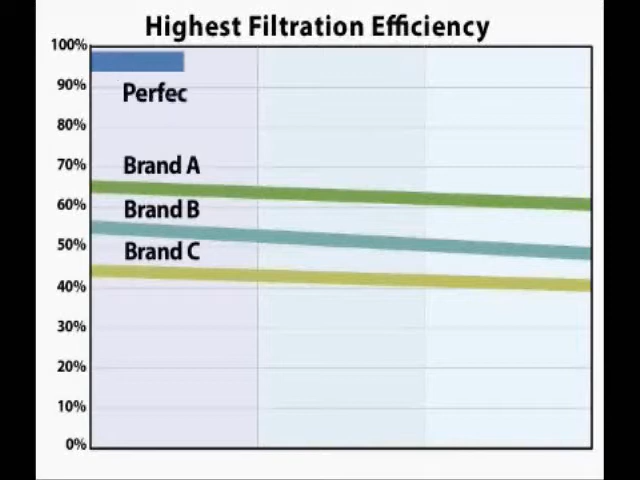 Highest Filtration Efficiency
100%
90%
Perfec
80%
70%
Brand A
60%
Brand B
50%
Brand C
40%
30%
20%
10%
0%